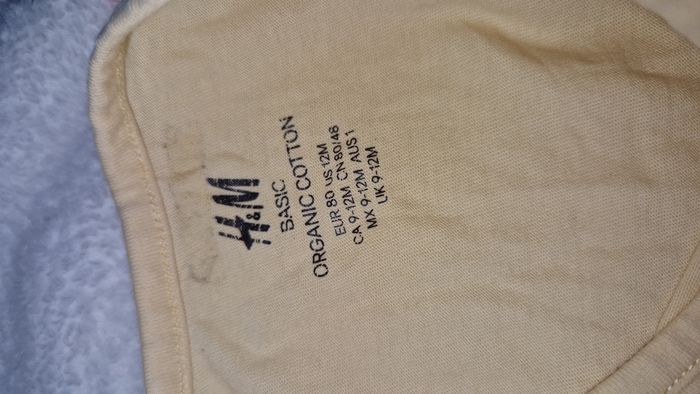 H&M
BASIC
ORGANIC COTTON
EUR 80 US 12M
CA 9-12M CN 80/48
MX 9-12M AUS 1
UK 9-12M